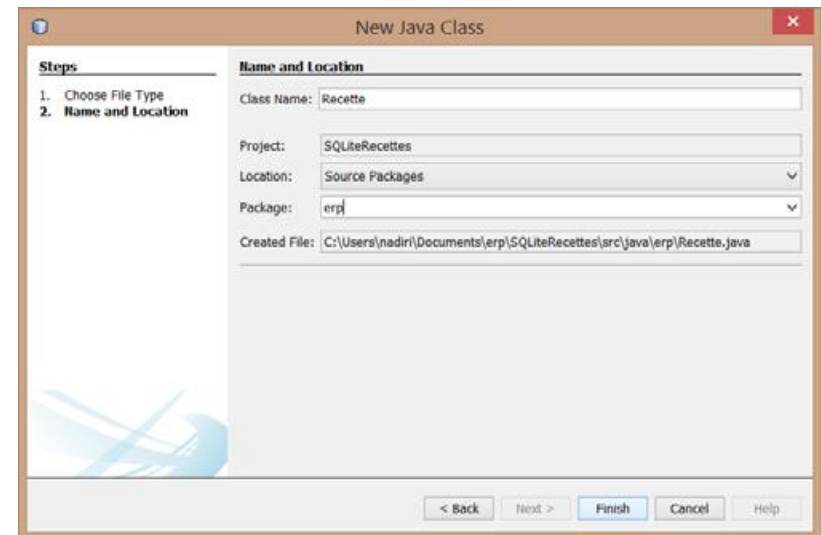 New Java Class
Steps
1. Choose File Type
2. Name and Location
Name and Location
Class Name: Recette
Project: SQLiteRecettes
Location: Source Packages
Package: erp
Created File: C:\Users\nadiri\Documents\erp\SQLiteRecettes\src\java\erp\Recette.java
< Back Next > Finish Cancel Help